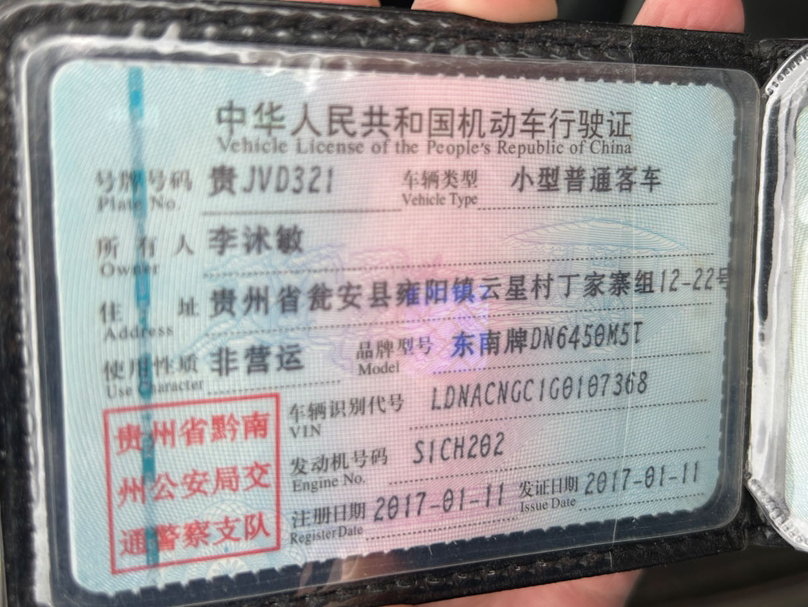 中华人民共和国机动车行驶证
Vehicle License of the People's Republic of China
号牌号码 贵JVD321 车辆类型 小型普通客车
Plate No. Vehicle Type
所有人 李沭敏
Owner
住址 贵州省瓮安县雍阳镇云星村丁家寨组12-22号
Address
使用性质 非营运 品牌型号 东南牌DN6450M5T
Use Character Model
车辆识别代号 LDNACNGC1G0107368
VIN
发动机号码 S1CH202
Engine No.
注册日期 2017-01-11 发证日期 2017-01-11
Register Date Issue Date
贵州省黔南
州公安局交
通警察支队